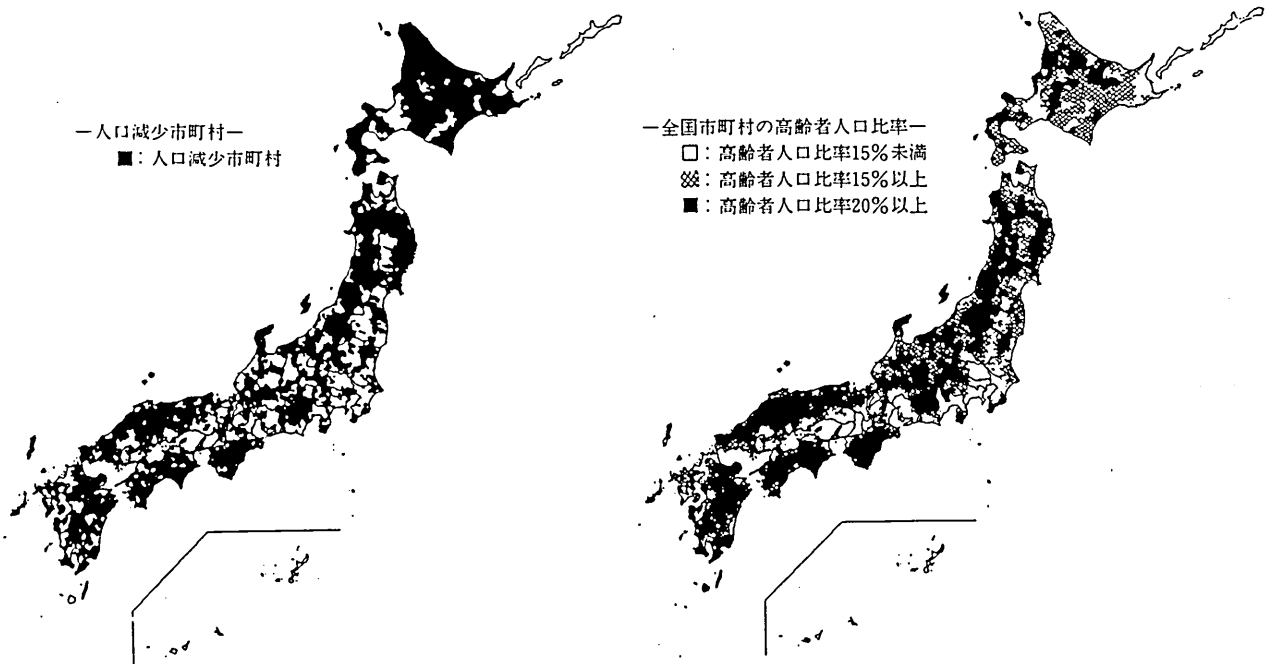 ー人口減少市町村ー
■：人口減少市町村
ー全国市町村の高齢者人口比率ー
□：高齢者人口比率15％未満
▩：高齢者人口比率15％以上
■：高齢者人口比率20％以上